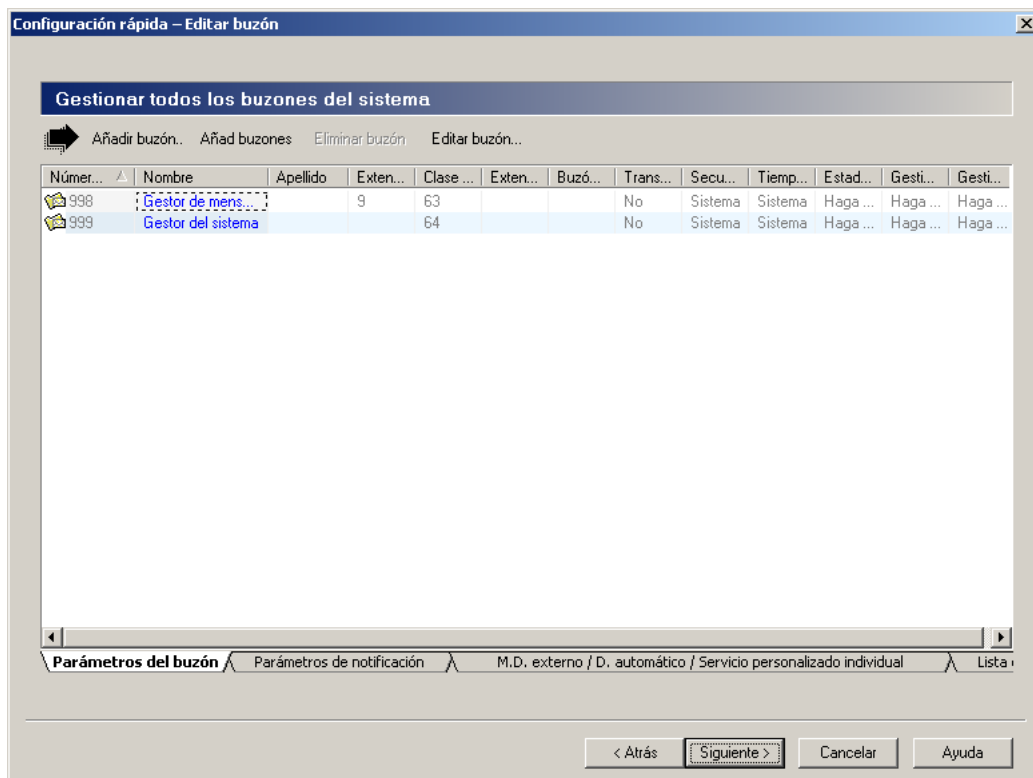 Configuración rápida – Editar buzón
Gestionar todos los buzones del sistema
Añadir buzón.. Añad buzones Eliminar buzón Editar buzón...
Númer... Nombre Apellido Exten... Clase ... Exten... Buzó... Trans... Secu... Tiemp... Estad... Gesti... Gesti...
998 Gestor de mens... 9 63 No Sistema Sistema Haga ... Haga ... Haga ...
999 Gestor del sistema 64 No Sistema Sistema Haga ... Haga ... Haga ...
Parámetros del buzón Parámetros de notificación M.D. externo / D. automático / Servicio personalizado individual Lista
< Atrás Siguiente > Cancelar Ayuda